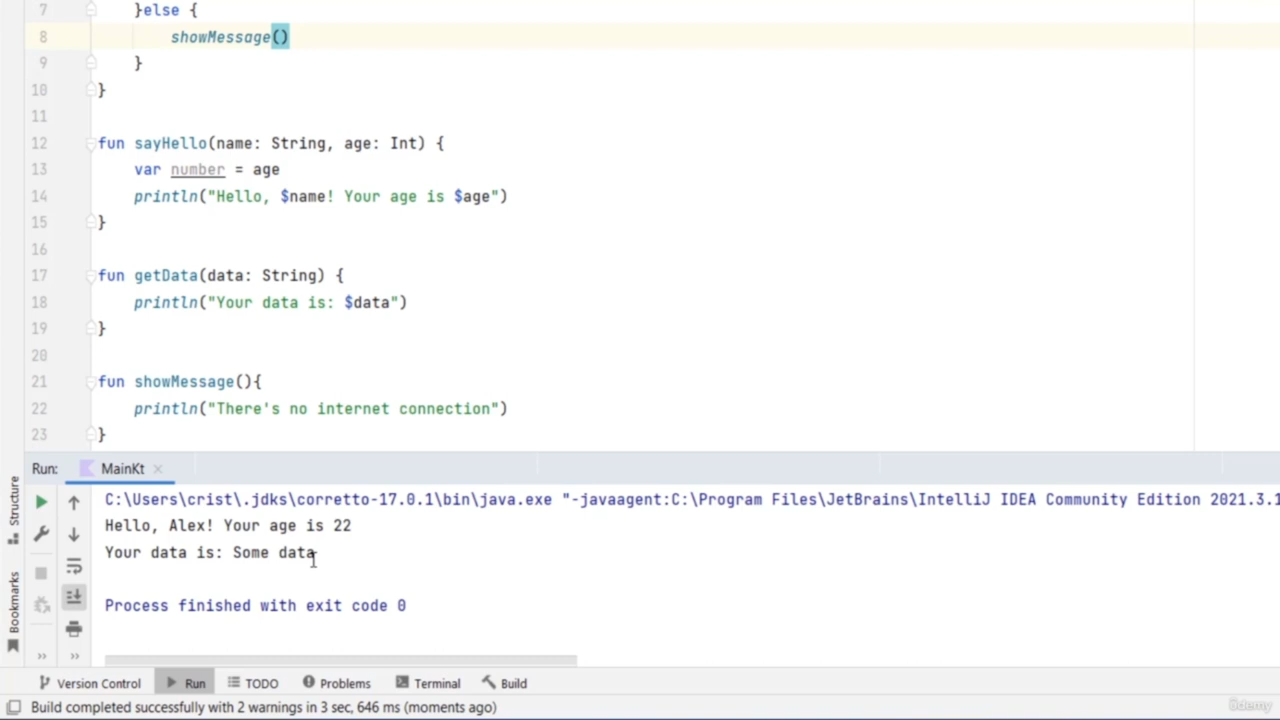 7 }else {
8 showMessage()
9 }
10 }
11
12 fun sayHello(name: String, age: Int) {
13 var number = age
14 println("Hello, $name! Your age is $age")
15 }
16
17 fun getData(data: String) {
18 println("Your data is: $data")
19 }
20
21 fun showMessage(){
22 println("There's no internet connection")
23 }
Run: MainKt
Structure
Bookmarks
C:\Users\crist\.jdks\corretto-17.0.1\bin\java.exe "-javaagent:C:\Program Files\JetBrains\IntelliJ IDEA Community Edition 2021.3.1
Hello, Alex! Your age is 22
Your data is: Some data
Process finished with exit code 0
Version Control Run TODO Problems Terminal Build
Build completed successfully with 2 warnings in 3 sec, 646 ms (moments ago)
ûdemy